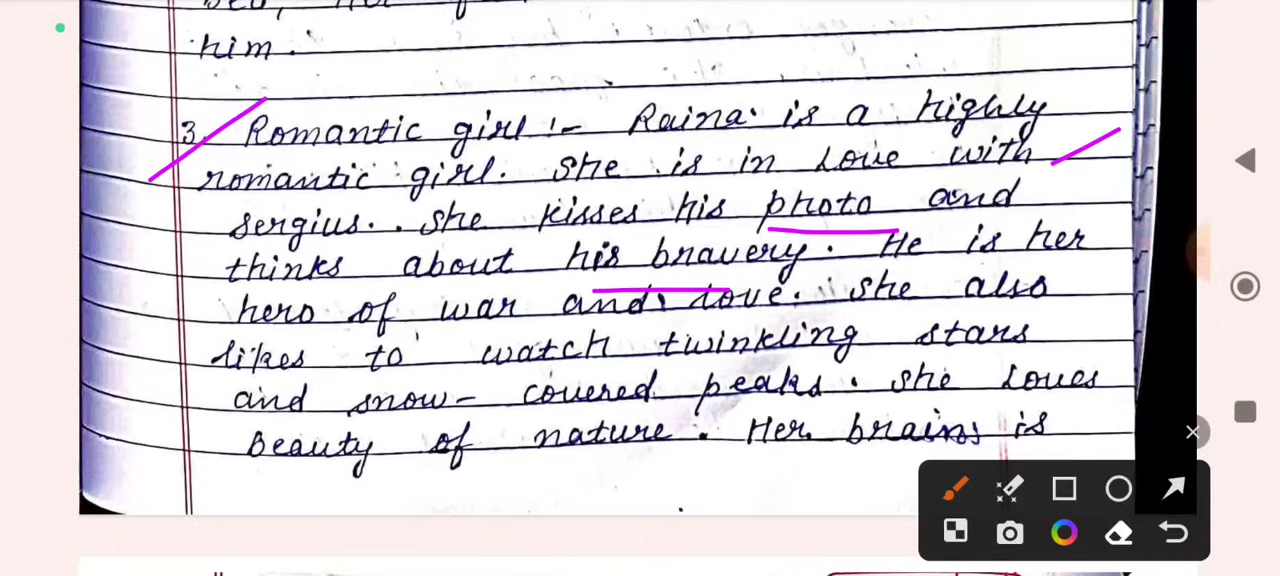 him.
3. Romantic girl :- Raina is a highly
romantic girl. She is in Love with
sergius. She kisses his photo and
thinks about his bravery. He is her
hero of war and love. She also
likes to watch twinkling stars
and snow-covered peaks. She Loves
Beauty of nature. Her brains is